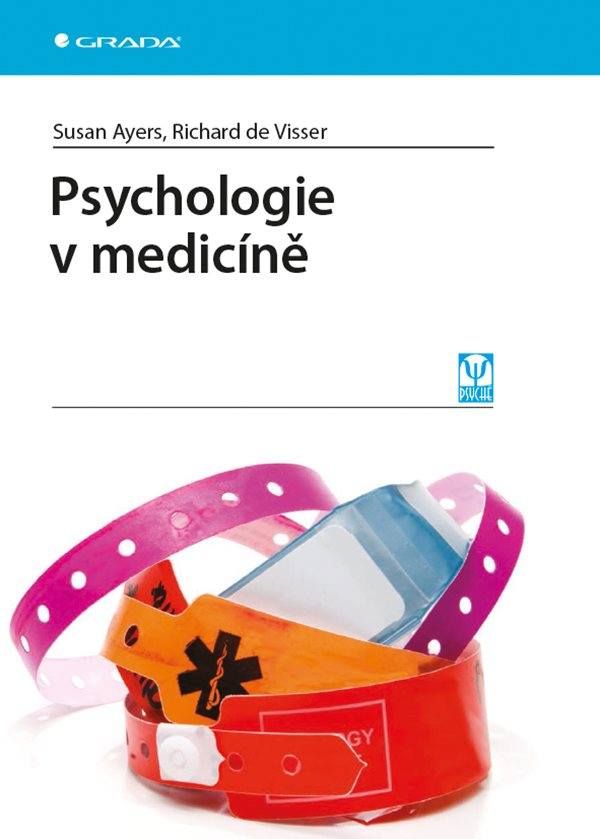 GRADA
Susan Ayers, Richard de Visser
Psychologie
v medicíně
PSYCHE